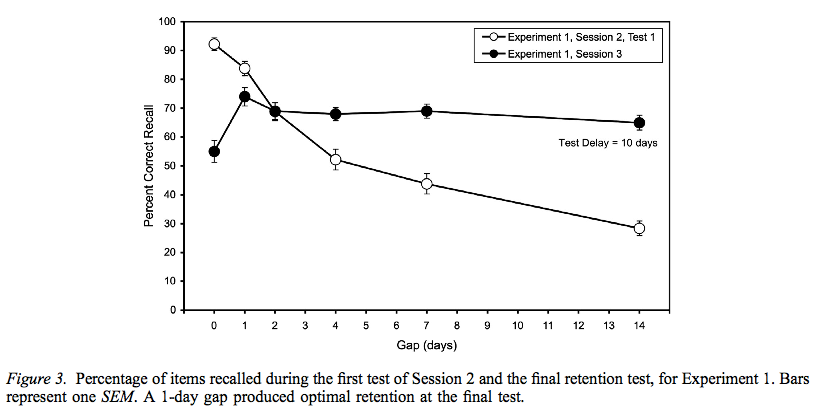 100
Experiment 1, Session 2, Test 1
90
Experiment 1, Session 3
80
70
60
Test Delay = 10 days
50
40
30
20
10
0
Percent Correct Recall
0 1 2 3 4 5 6 7 8 9 10 11 12 13 14
Gap (days)
Figure 3. Percentage of items recalled during the first test of Session 2 and the final retention test, for Experiment 1. Bars
represent one SEM. A 1-day gap produced optimal retention at the final test.